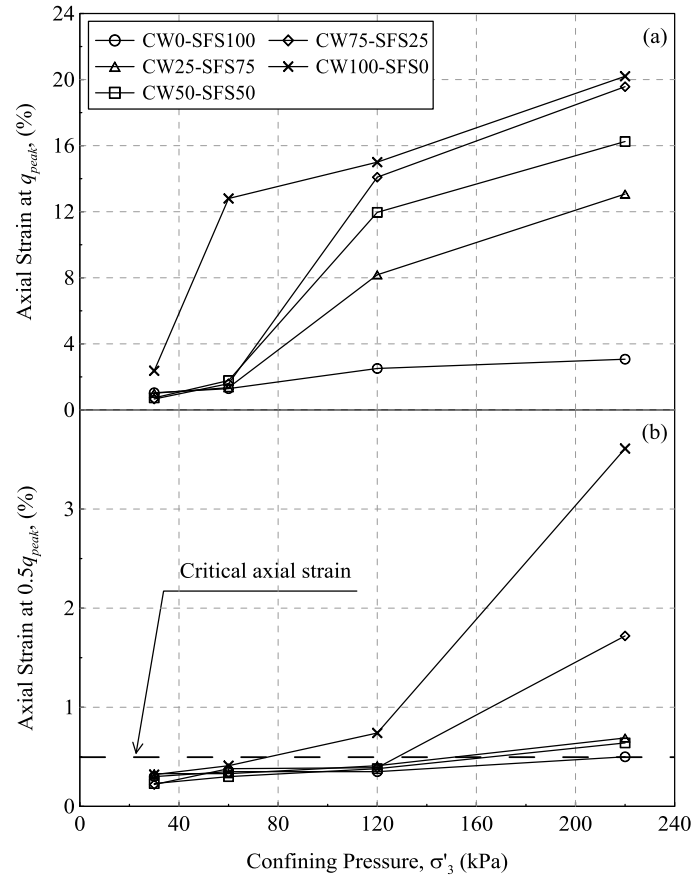 24
20
16
12
8
4
0
Axial Strain at q_peak, (%)
CW0-SFS100
CW25-SFS75
CW50-SFS50
CW75-SFS25
CW100-SFS0
(a)
(b)
3
2
1
0
Axial Strain at 0.5q_peak, (%)
Critical axial strain
0 40 80 120 160 200 240
Confining Pressure, σ'₃ (kPa)